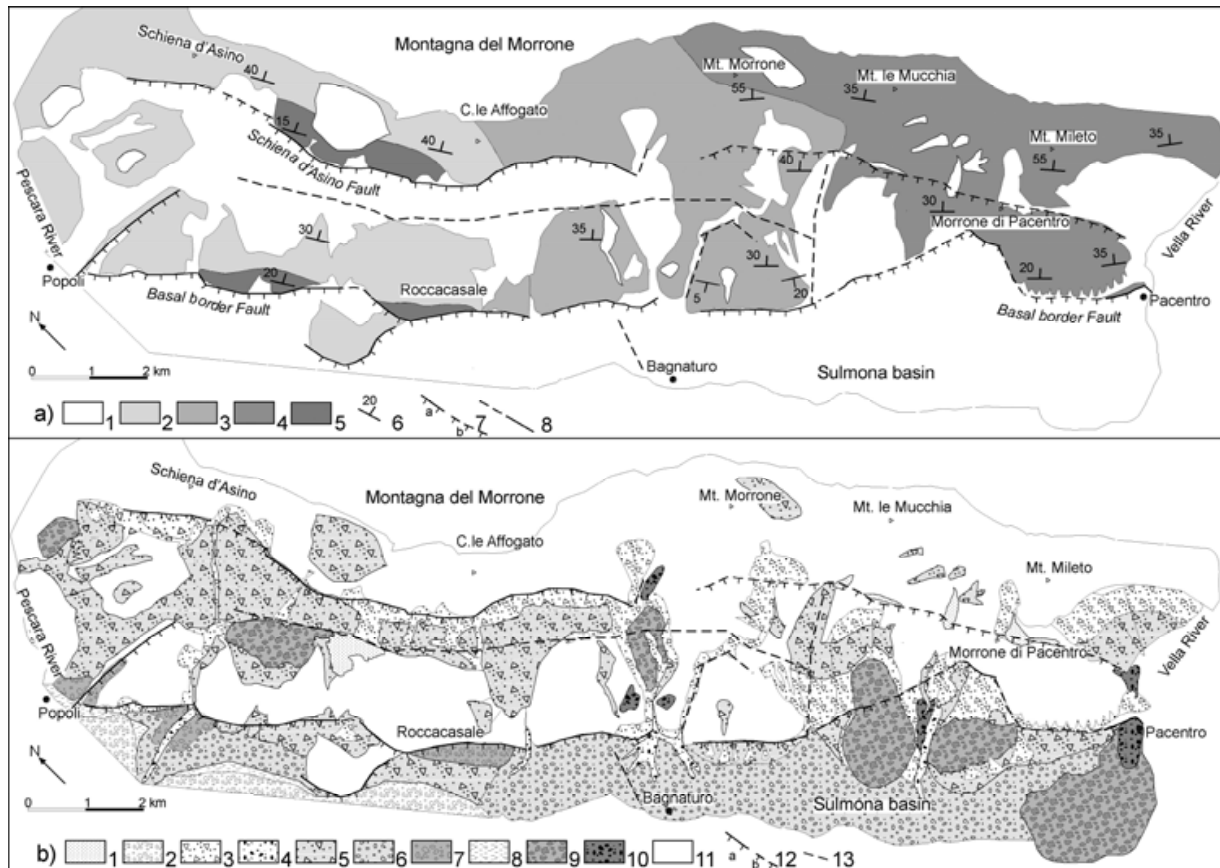 Schiena d'Asino
Montagna del Morrone
Mt. Morrone
Mt. le Mucchia
40
55
35
C.le Affogato
15
40
Mt. Mileto
35
Schiena d'Asino Fault
40
55
Pescara River
30
35
30
Morrone di Pacentro
Vella River
Popoli
20
30
35
Roccacasale
5
20
20
Basal border Fault
Basal border Fault
Pacentro
N
Bagnaturo
Sulmona basin
0 1 2 km
a) 1 2 3 4 5 20 6 a b 7 8
Schiena d'Asino
Montagna del Morrone
Mt. Morrone
Mt. le Mucchia
C.le Affogato
Mt. Mileto
Pescara River
Vella River
Morrone di Pacentro
Popoli
Roccacasale
Pacentro
N
Bagnaturo
Sulmona basin
0 1 2 km
b) 1 2 3 4 5 6 7 8 9 10 11 a b 12 13